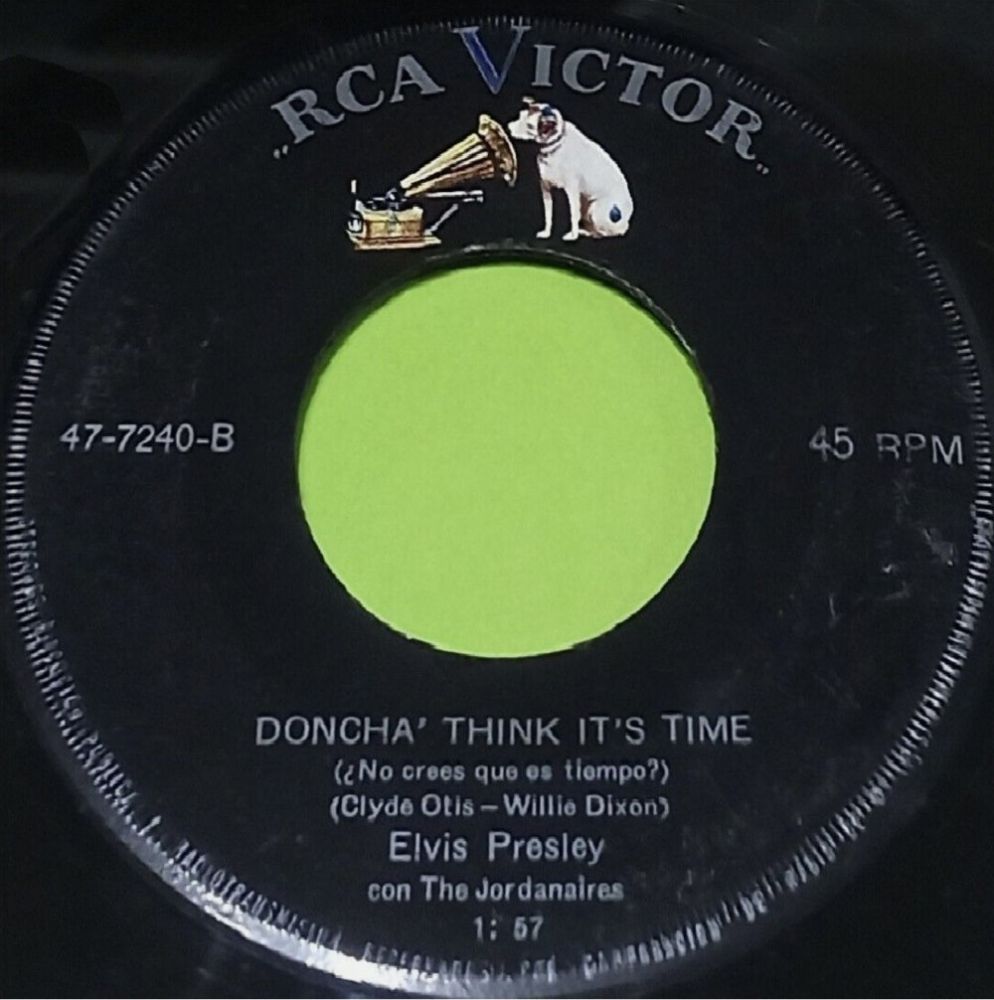 „RCA VICTOR„
47-7240-B
45 RPM
DONCHA' THINK IT'S TIME
(¿No crees que es tiempo?)
(Clyde Otis – Willie Dixon)
Elvis Presley
con The Jordanaires
1: 57